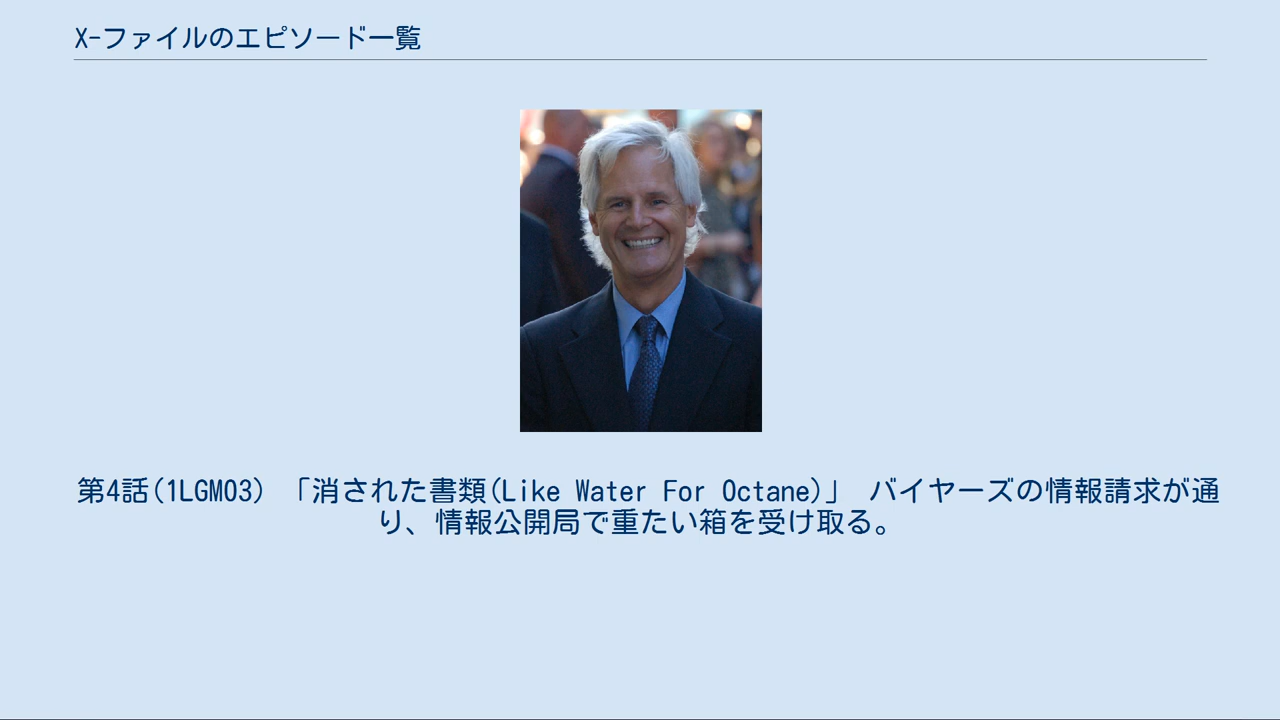 X-ファイルのエピソード一覧
第4話(1LGM03) 「消された書類(Like Water For Octane)」 バイヤーズの情報請求が通
り、情報公開局で重たい箱を受け取る。